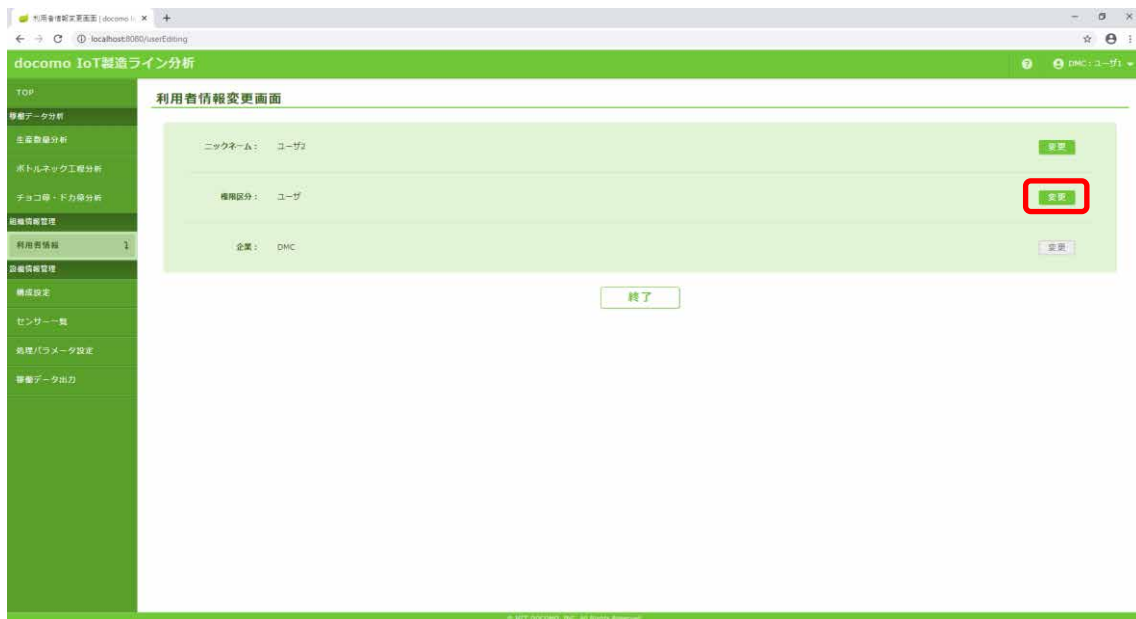 利用者情報変更画面 | docomo I
localhost:8080/userEditing
docomo IoT製造ライン分析
DMC:ユーザ1
TOP
利用者情報変更画面
稼働データ分析
生産数量分析
ニックネーム: ユーザ2 変更
ボトルネック工程分析
チョコ停・ドカ停分析
権限区分: ユーザ 変更
組織情報管理
利用者情報
企業: DMC 変更
設備情報管理
構成設定
終了
センサー一覧
処理パラメータ設定
稼働データ出力
© NTT DOCOMO, INC. All Rights Reserved.